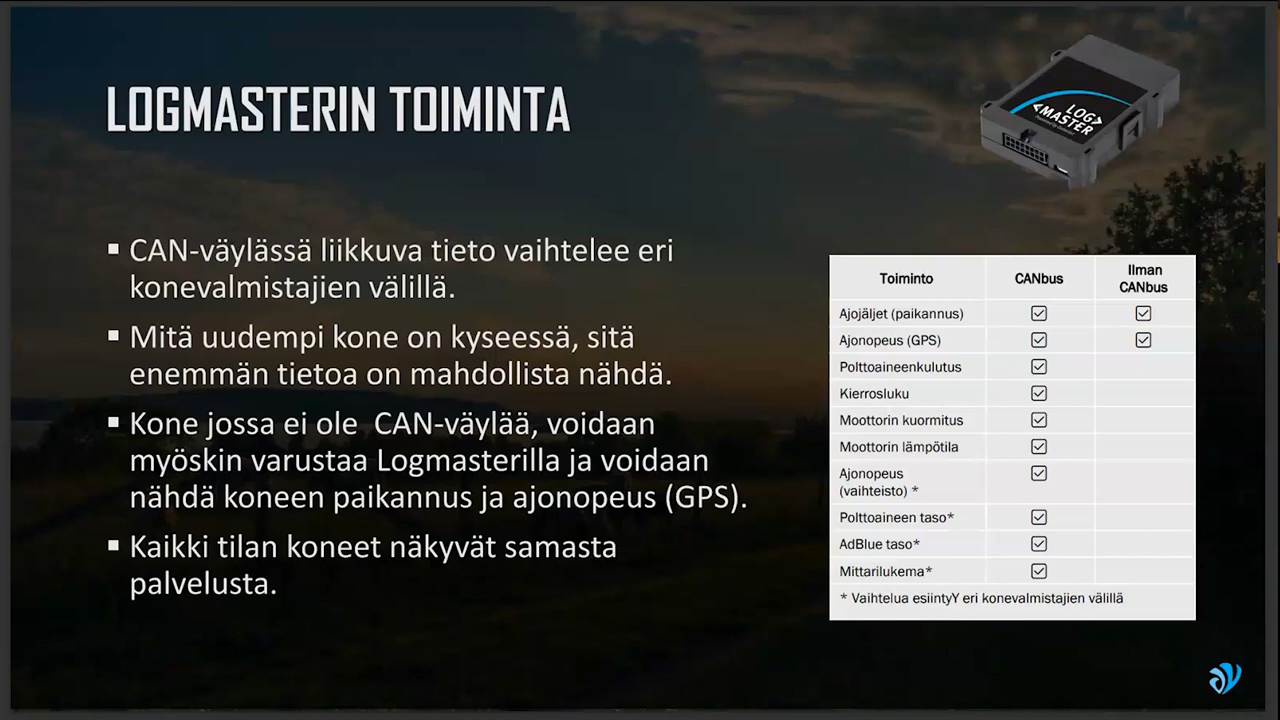 LOGMASTERIN TOIMINTA
LOG>
<MASTER
▪ CAN-väylässä liikkuva tieto vaihtelee eri
konevalmistajien välillä.
▪ Mitä uudempi kone on kyseessä, sitä
enemmän tietoa on mahdollista nähdä.
▪ Kone jossa ei ole  CAN-väylää, voidaan
myöskin varustaa Logmasterilla ja voidaan
nähdä koneen paikannus ja ajonopeus (GPS).
▪ Kaikki tilan koneet näkyvät samasta
palvelusta.
Toiminto CANbus Ilman
CANbus
Ajojäljet (paikannus) ☑ ☑
Ajonopeus (GPS) ☑ ☑
Polttoaineenkulutus ☑
Kierrosluku ☑
Moottorin kuormitus ☑
Moottorin lämpötila ☑
Ajonopeus ☑
(vaihteisto) *
Polttoaineen taso* ☑
AdBlue taso* ☑
Mittarilukema* ☑
* Vaihtelua esiintyY eri konevalmistajien välillä